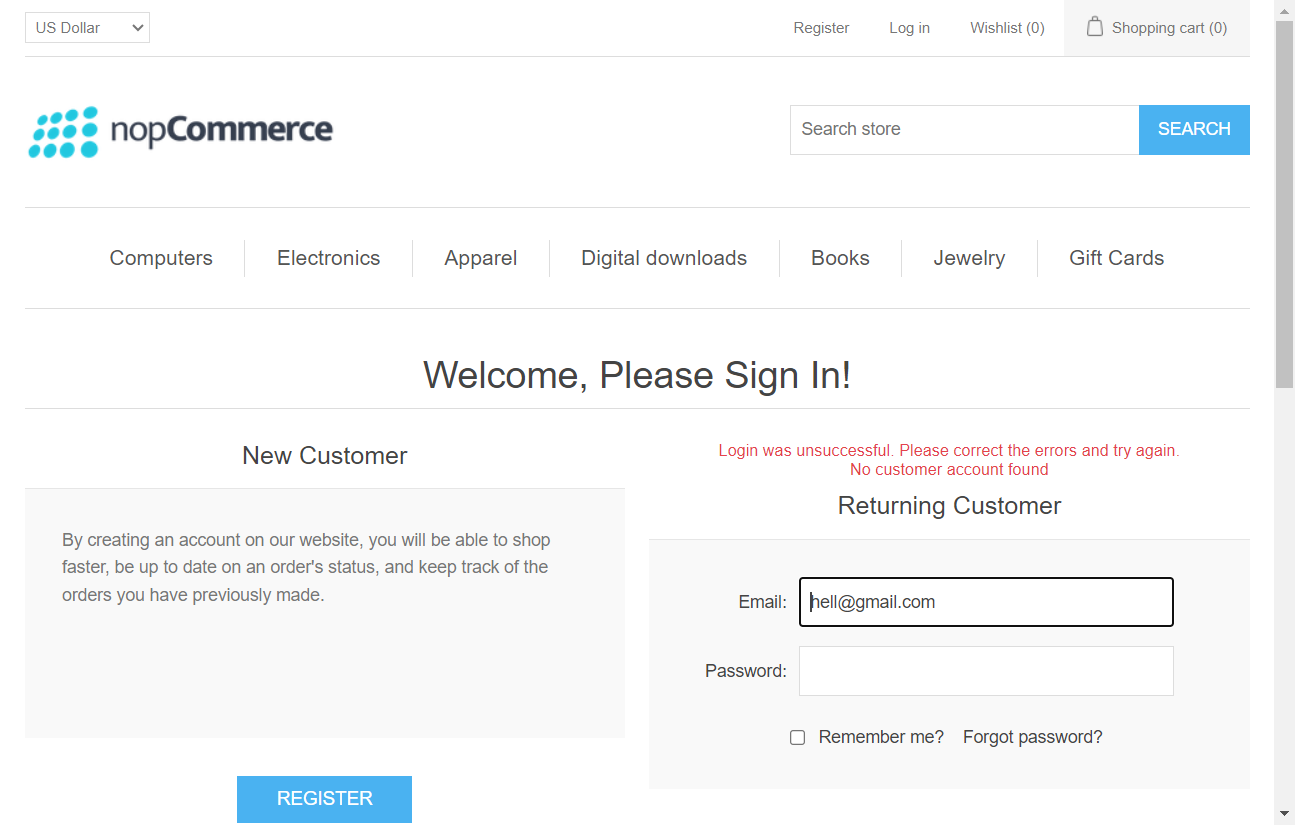 US Dollar
Register
Log in
Wishlist (0)
Shopping cart (0)
nopCommerce
Search store
SEARCH
Computers
Electronics
Apparel
Digital downloads
Books
Jewelry
Gift Cards
Welcome, Please Sign In!
New Customer
By creating an account on our website, you will be able to shop
faster, be up to date on an order's status, and keep track of the
orders you have previously made.
REGISTER
Login was unsuccessful. Please correct the errors and try again.
No customer account found
Returning Customer
Email: hell@gmail.com
Password:
Remember me? Forgot password?